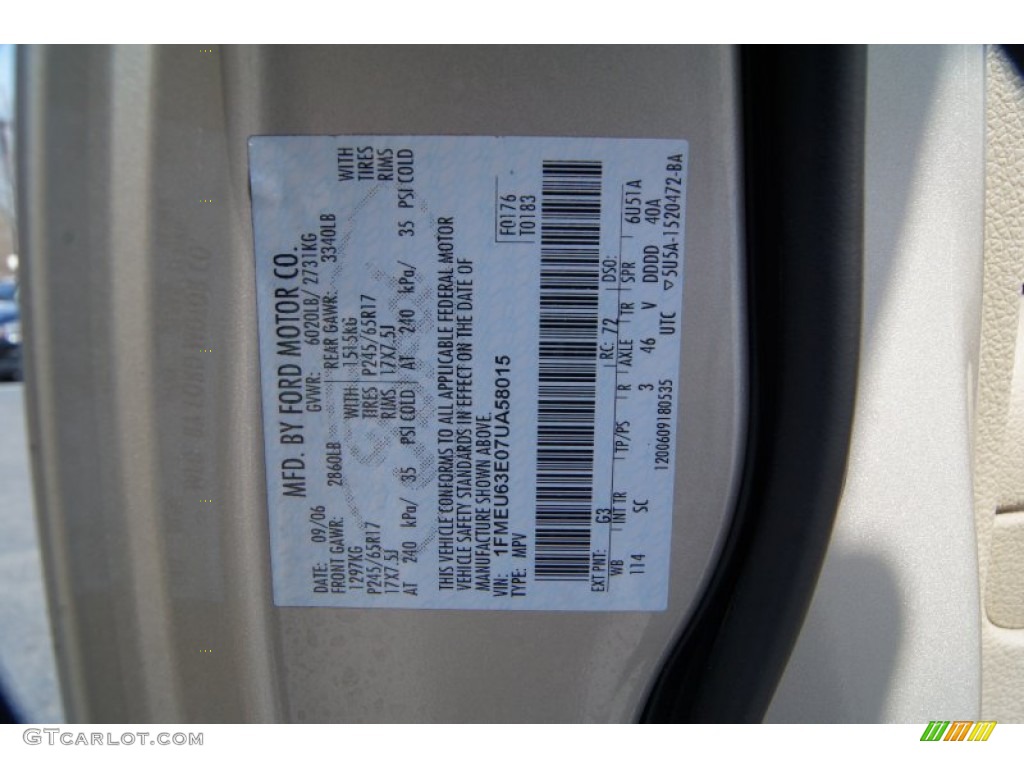 MFD. BY FORD MOTOR CO.
DATE: 09/06 GVWR: 6020LB/ 2731KG
FRONT GAWR: 2860LB REAR GAWR: 3340LB
1297KG WITH 1515KG WITH
P245/65R17 TIRES P245/65R17 TIRES
17X7.5J RIMS 17X7.5J RIMS
AT 240 kPa/ 35 PSI COLD AT 240 kPa/ 35 PSI COLD
THIS VEHICLE CONFORMS TO ALL APPLICABLE FEDERAL MOTOR
VEHICLE SAFETY STANDARDS IN EFFECT ON THE DATE OF
MANUFACTURE SHOWN ABOVE.
VIN: 1FMEU63E07UA58015
TYPE: MPV
F0176
T0183
EXT PNT: G3 RC: 72 DSO:
WB INT TR TP/PS R AXLE TR SPR 6U51A
114 SC 3 46 V DDDD 40A
1200609180535 UTC ▽5U5A-1520472-BA
GTCARLOT.COM